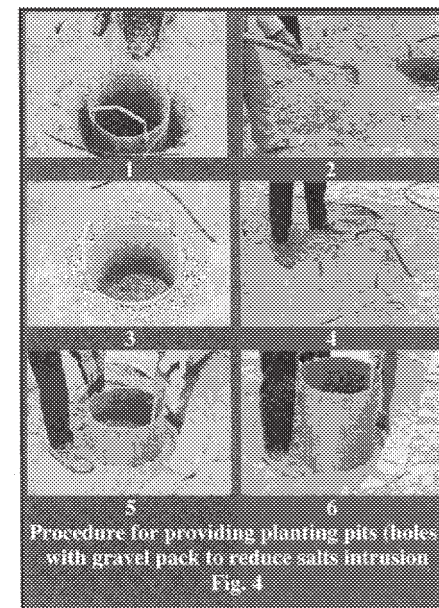 1 2
3 4
5 6
Procedure for providing planting pits (holes)
with gravel pack to reduce salts intrusion
Fig. 4